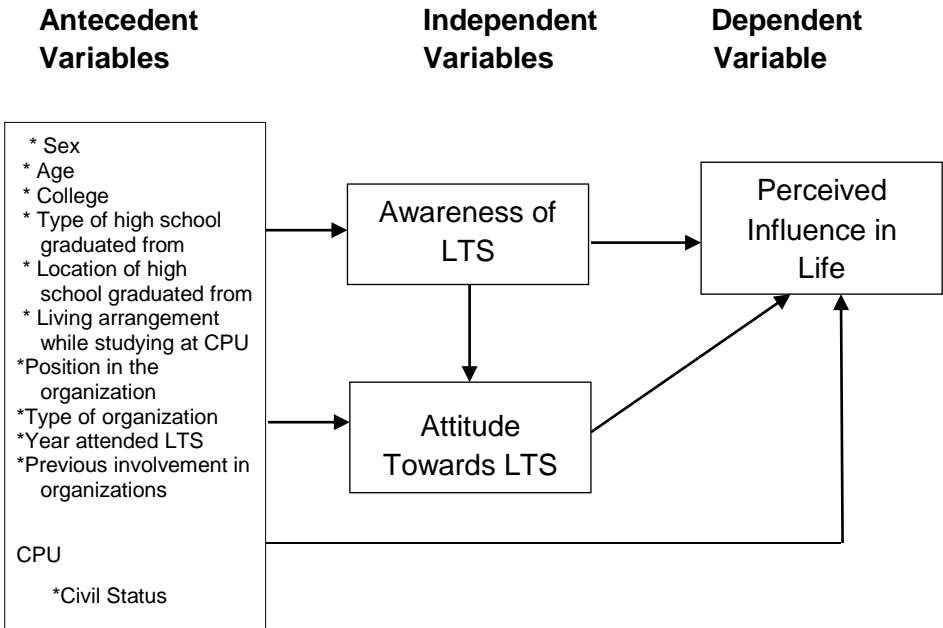 Antecedent
Variables
Independent
Variables
Dependent
Variable
* Sex
* Age
* College
* Type of high school
graduated from
* Location of high
school graduated from
* Living arrangement
while studying at CPU
*Position in the
organization
*Type of organization
*Year attended LTS
*Previous involvement in
organizations
CPU
*Civil Status
Awareness of
LTS
Attitude
Towards LTS
Perceived
Influence in
Life